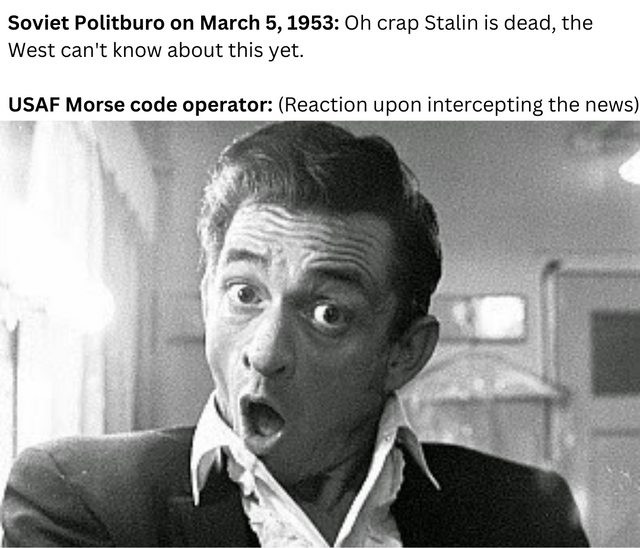 Soviet Politburo on March 5, 1953: Oh crap Stalin is dead, the
West can't know about this yet.
USAF Morse code operator: (Reaction upon intercepting the news)